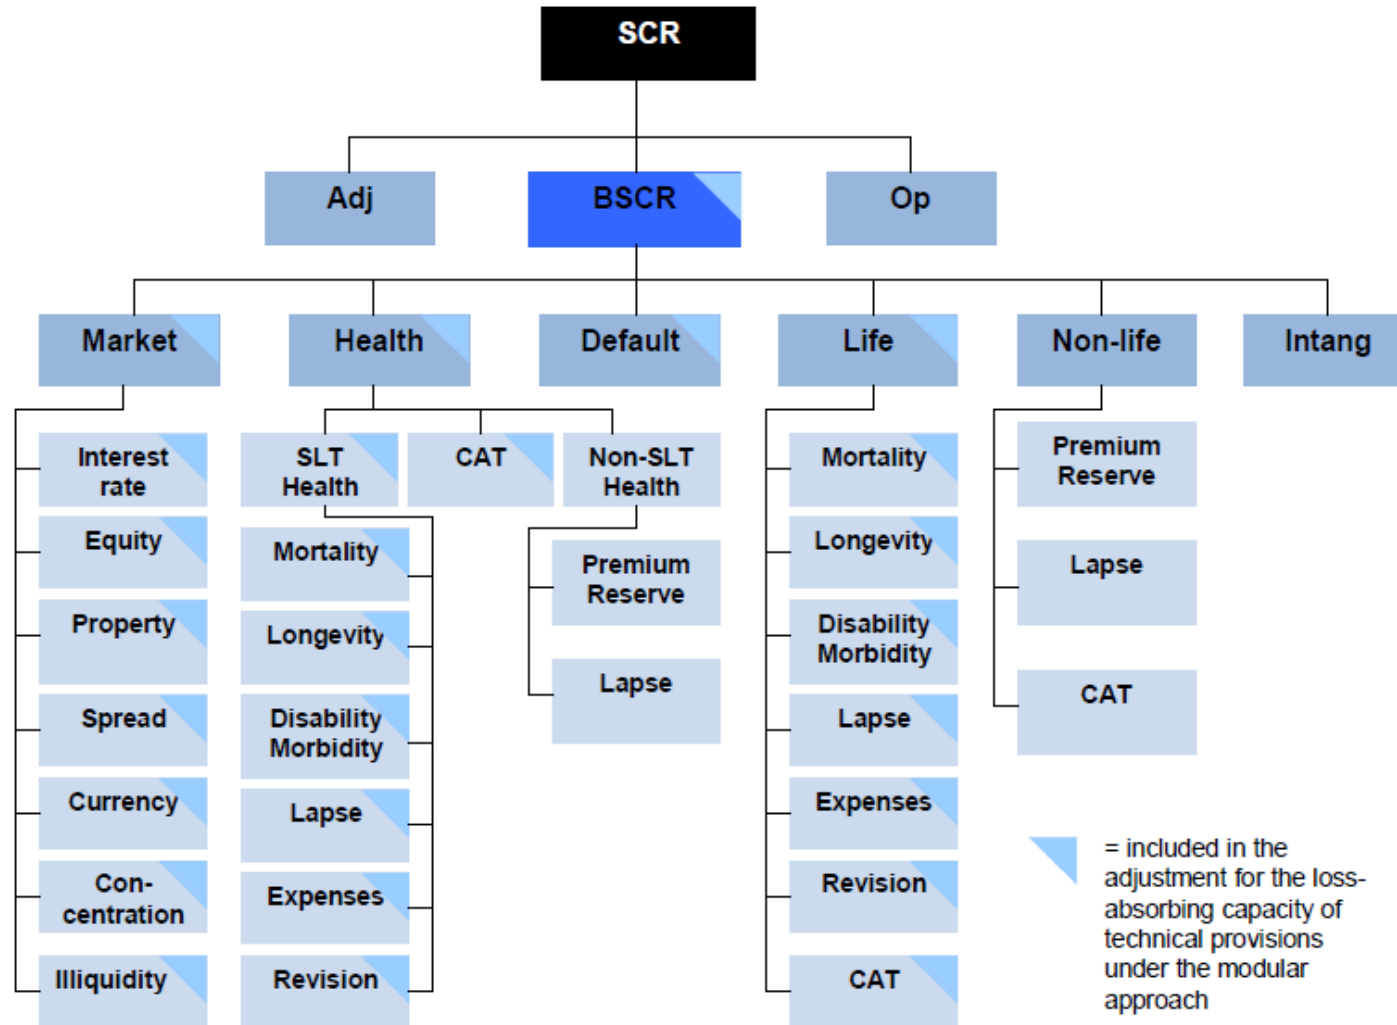 SCR
Adj
BSCR
Op
Market
Health
Default
Life
Non-life
Intang
Interest
rate
Equity
Property
Spread
Currency
Con-
centration
Illiquidity
SLT
Health
CAT
Non-SLT
Health
Mortality
Longevity
Disability
Morbidity
Lapse
Expenses
Revision
Premium
Reserve
Lapse
Mortality
Longevity
Disability
Morbidity
Lapse
Expenses
Revision
CAT
Premium
Reserve
Lapse
CAT
= included in the
adjustment for the loss-
absorbing capacity of
technical provisions
under the modular
approach